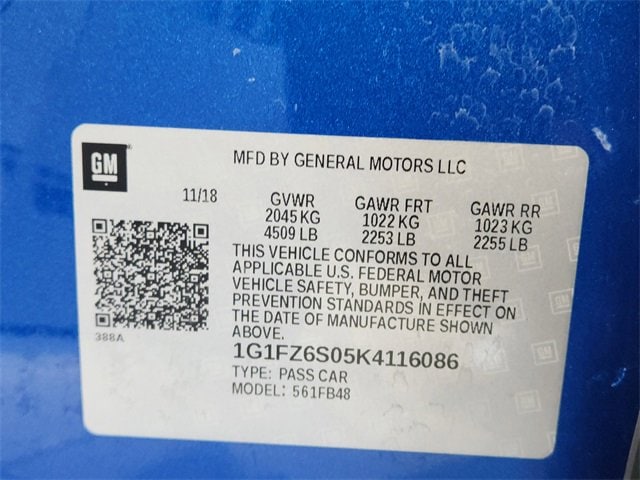 GM
MFD BY GENERAL MOTORS LLC
11/18
GVWR GAWR FRT GAWR RR
2045 KG 1022 KG 1023 KG
4509 LB 2253 LB 2255 LB
THIS VEHICLE CONFORMS TO ALL
APPLICABLE U.S. FEDERAL MOTOR
VEHICLE SAFETY, BUMPER, AND THEFT
PREVENTION STANDARDS IN EFFECT ON
THE DATE OF MANUFACTURE SHOWN
ABOVE.
388A
1G1FZ6S05K4116086
TYPE: PASS CAR
MODEL: 561FB48